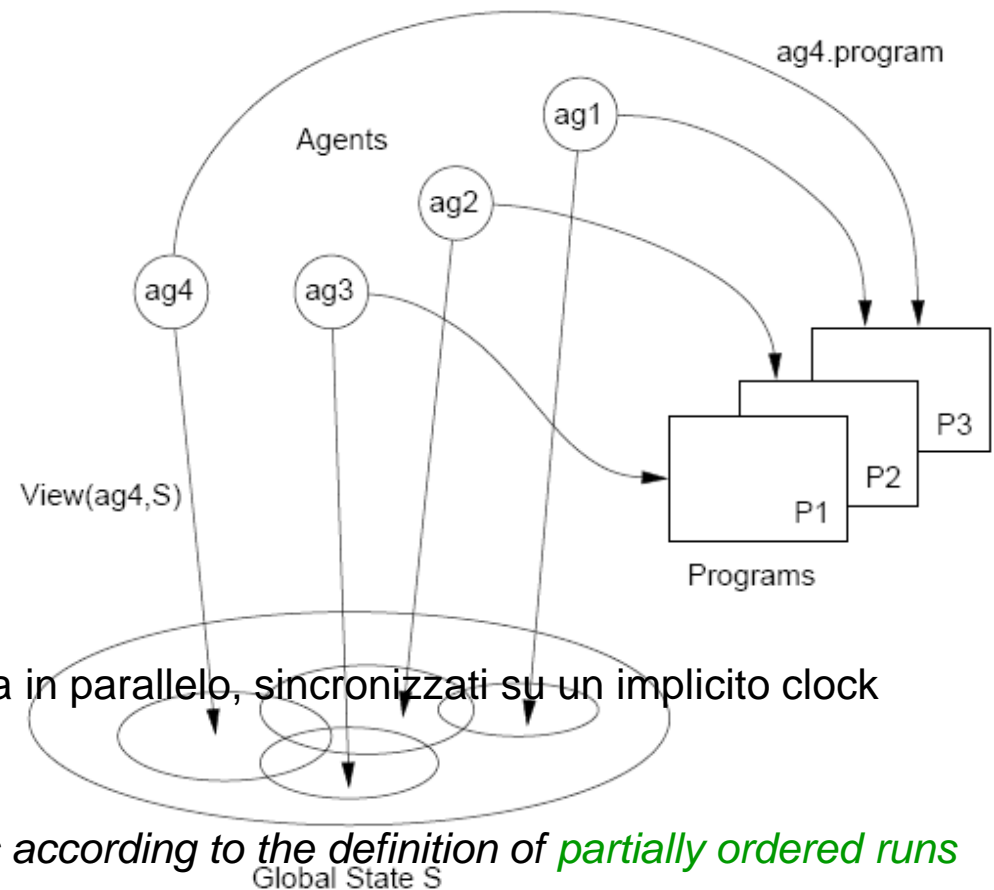 ag4.program
ag1
Agents
ag2
ag4
ag3
P3
P2
View(ag4,S)
P1
Programs
a in parallelo, sincronizzati su un implicito clock
according to the definition of partially ordered runs
Global State S